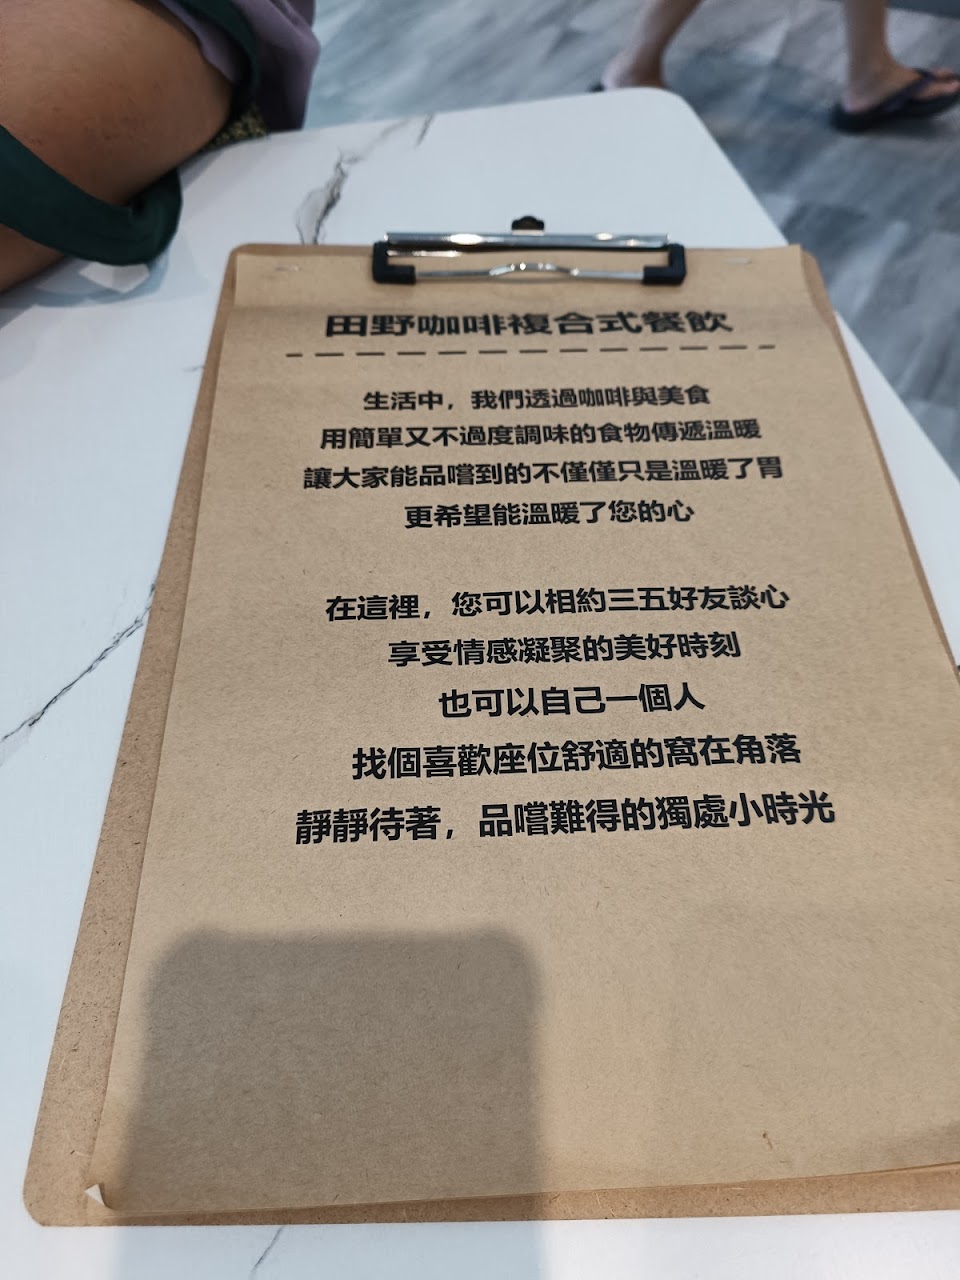 田野咖啡複合式餐飲
生活中，我們透過咖啡與美食
用簡單又不過度調味的食物傳遞溫暖
讓大家能品嚐到的不僅僅只是溫暖了胃
更希望能溫暖了您的心
在這裡，您可以相約三五好友談心
享受情感凝聚的美好時刻
也可以自己一個人
找個喜歡座位舒適的窩在角落
靜靜待著，品嚐難得的獨處小時光